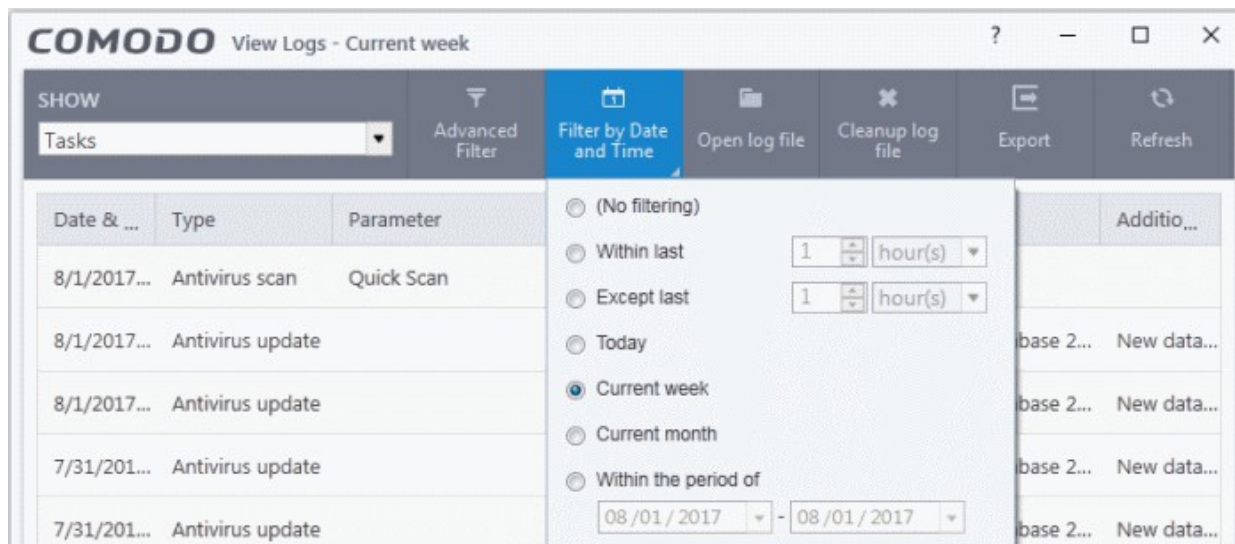 COMODO View Logs - Current week ?
SHOW
Tasks
Advanced
Filter
Filter by Date
and Time
Open log file
Cleanup log
file
Export
Refresh
Date & ... Type Parameter Additio...
(No filtering)
Within last 1 hour(s)
Except last 1 hour(s)
Today
Current week
Current month
Within the period of
08/01/2017 - 08/01/2017
8/1/2017... Antivirus scan Quick Scan
8/1/2017... Antivirus update base 2... New data...
8/1/2017... Antivirus update base 2... New data...
7/31/201... Antivirus update base 2... New data...
7/31/201... Antivirus update base 2... New data...